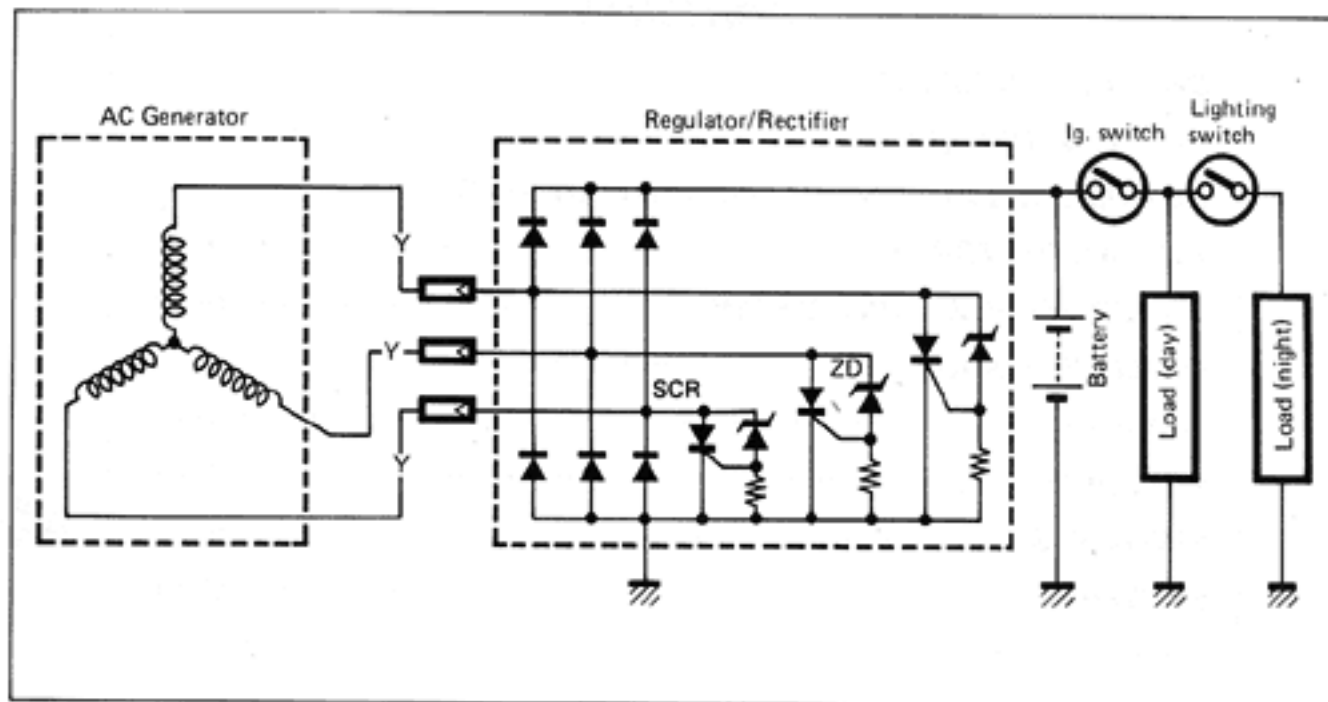 AC Generator
Regulator/Rectifier
Ig. switch
Lighting
switch
Y
Y
Y
SCR
ZD
Battery
Load (day)
Load (night)